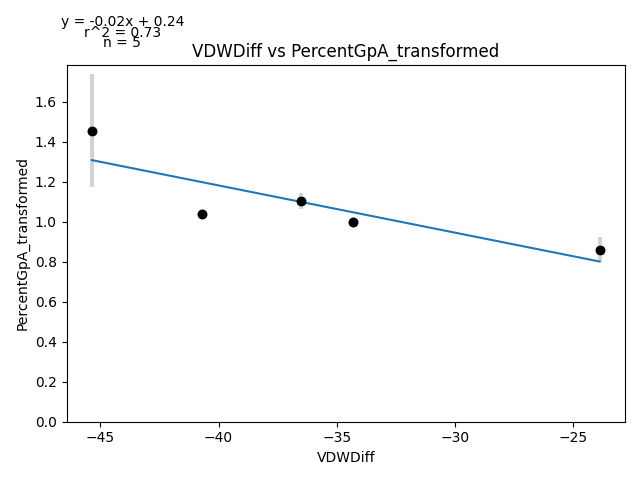 y = -0.02x + 0.24
r^2 = 0.73
n = 5
VDWDiff vs PercentGpA_transformed
PercentGpA_transformed
1.6
1.4
1.2
1.0
0.8
0.6
0.4
0.2
0.0
−45
−40
−35
−30
−25
VDWDiff